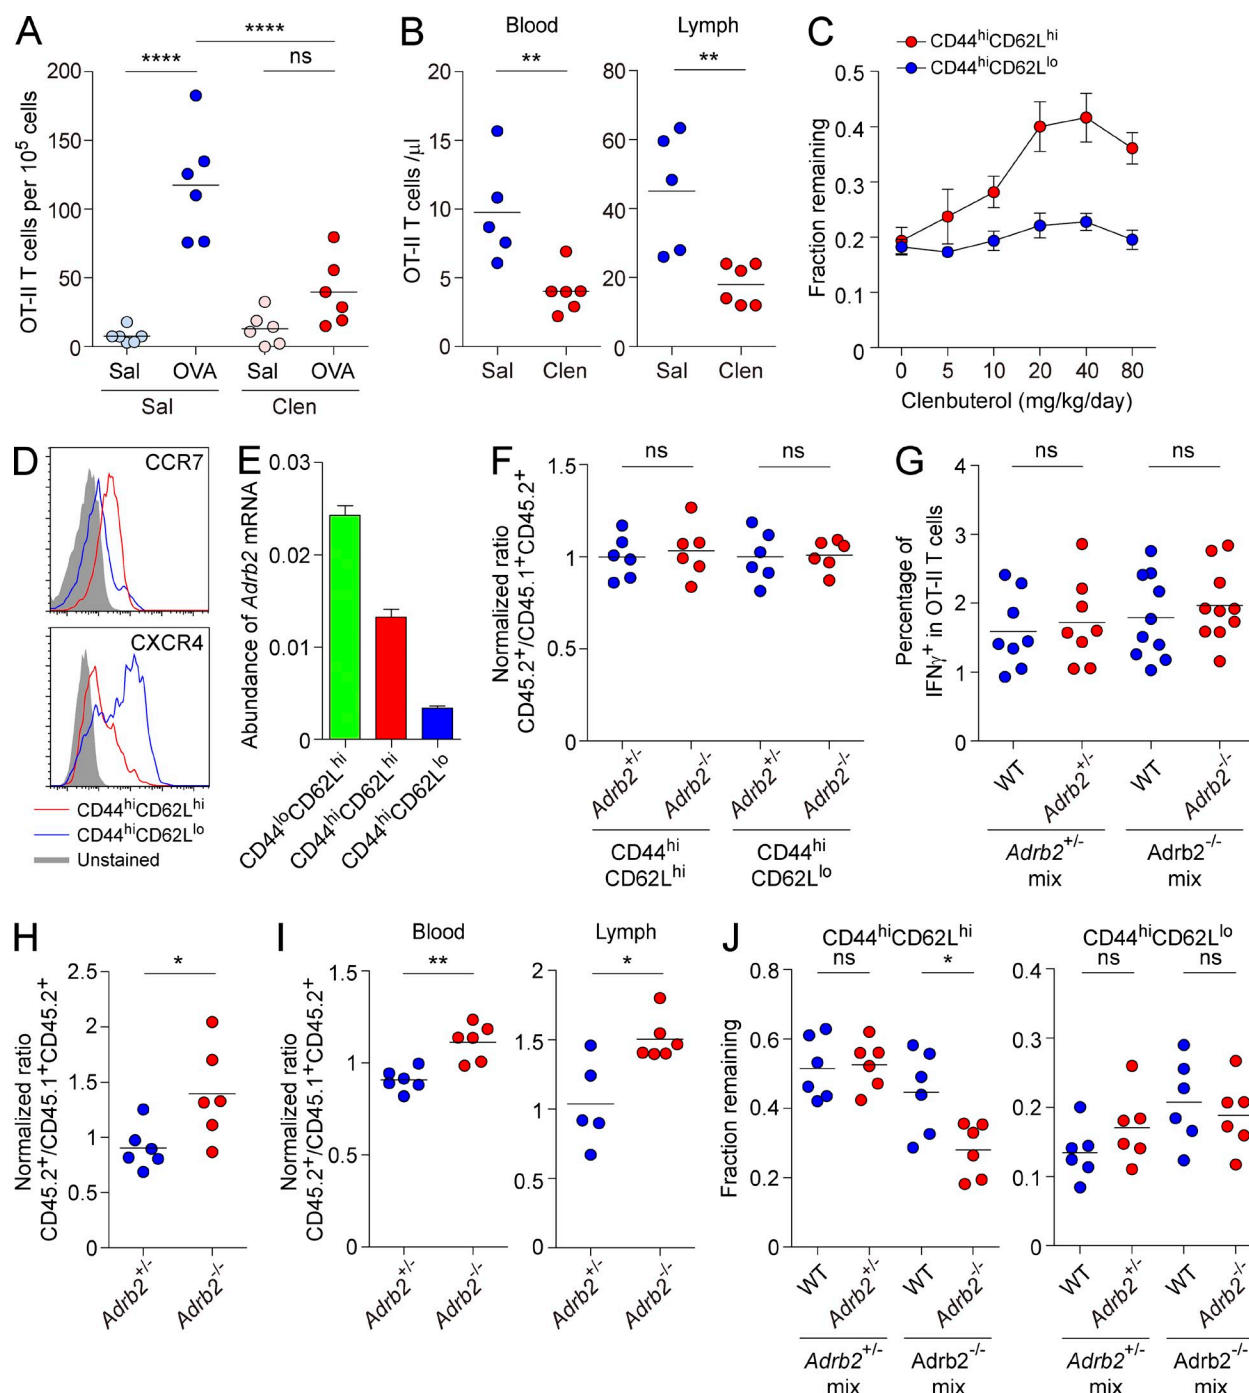 A
****
****
ns
OT-II T cells per 10⁵ cells
200
150
100
50
0
Sal OVA Sal OVA
Sal Clen
B
Blood Lymph
** **
OT-II T cells /μl
20
15
10
5
0
80
60
40
20
0
Sal Clen Sal Clen
C
CD44hiCD62Lhi
CD44hiCD62Llo
Fraction remaining
0.5
0.4
0.3
0.2
0.1
0
0 5 10 20 40 80
Clenbuterol (mg/kg/day)
D
CCR7
CXCR4
CD44hiCD62Lhi
CD44hiCD62Llo
Unstained
E
Abundance of Adrb2 mRNA
0.03
0.02
0.01
0
CD44loCD62Lhi
CD44hiCD62Lhi
CD44hiCD62Llo
F
ns ns
Normalized ratio
CD45.2+/CD45.1+CD45.2+
1.5
1
0.5
0
Adrb2+/- Adrb2-/- Adrb2+/- Adrb2-/-
CD44hi CD44hi
CD62Lhi CD62Llo
G
ns ns
Percentage of
IFNγ+ in OT-II T cells
4
3
2
1
0
WT Adrb2+/- WT Adrb2-/-
Adrb2+/- Adrb2-/-
mix mix
H
*
Normalized ratio
CD45.2+/CD45.1+CD45.2+
2.5
2
1.5
1
0.5
0
Adrb2+/- Adrb2-/-
I
Blood Lymph
** *
Normalized ratio
CD45.2+/CD45.1+CD45.2+
1.5
1
0.5
0
2
1.5
1
0.5
0
Adrb2+/- Adrb2-/- Adrb2+/- Adrb2-/-
J
CD44hiCD62Lhi CD44hiCD62Llo
ns * ns ns
Fraction remaining
0.8
0.6
0.4
0.2
0
0.4
0.3
0.2
0.1
0
WT Adrb2+/- WT Adrb2-/- WT Adrb2+/- WT Adrb2-/-
Adrb2+/- Adrb2-/- Adrb2+/- Adrb2-/-
mix mix mix mix